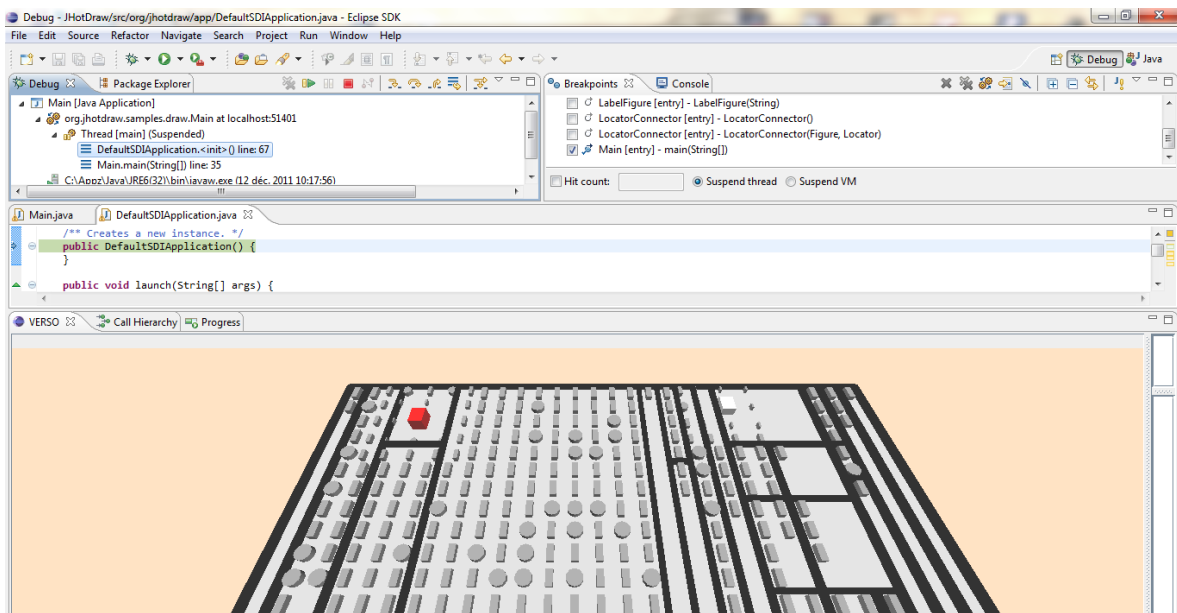 Debug - JHotDraw/src/org/jhotdraw/app/DefaultSDIApplication.java - Eclipse SDK
File Edit Source Refactor Navigate Search Project Run Window Help
Debug Java
Debug Package Explorer
Main [Java Application]
org.jhotdraw.samples.draw.Main at localhost:51401
Thread [main] (Suspended)
DefaultSDIApplication.<init>() line: 67
Main.main(String[]) line: 35
C:\Appz\Java\JRE6(32)\bin\javaw.exe (12 déc. 2011 10:17:56)
Breakpoints Console
LabelFigure [entry] - LabelFigure(String)
LocatorConnector [entry] - LocatorConnector()
LocatorConnector [entry] - LocatorConnector(Figure, Locator)
Main [entry] - main(String[])
Hit count: Suspend thread Suspend VM
Main.java DefaultSDIApplication.java
/** Creates a new instance. */
public DefaultSDIApplication() {
}
public void launch(String[] args) {
VERSO Call Hierarchy Progress